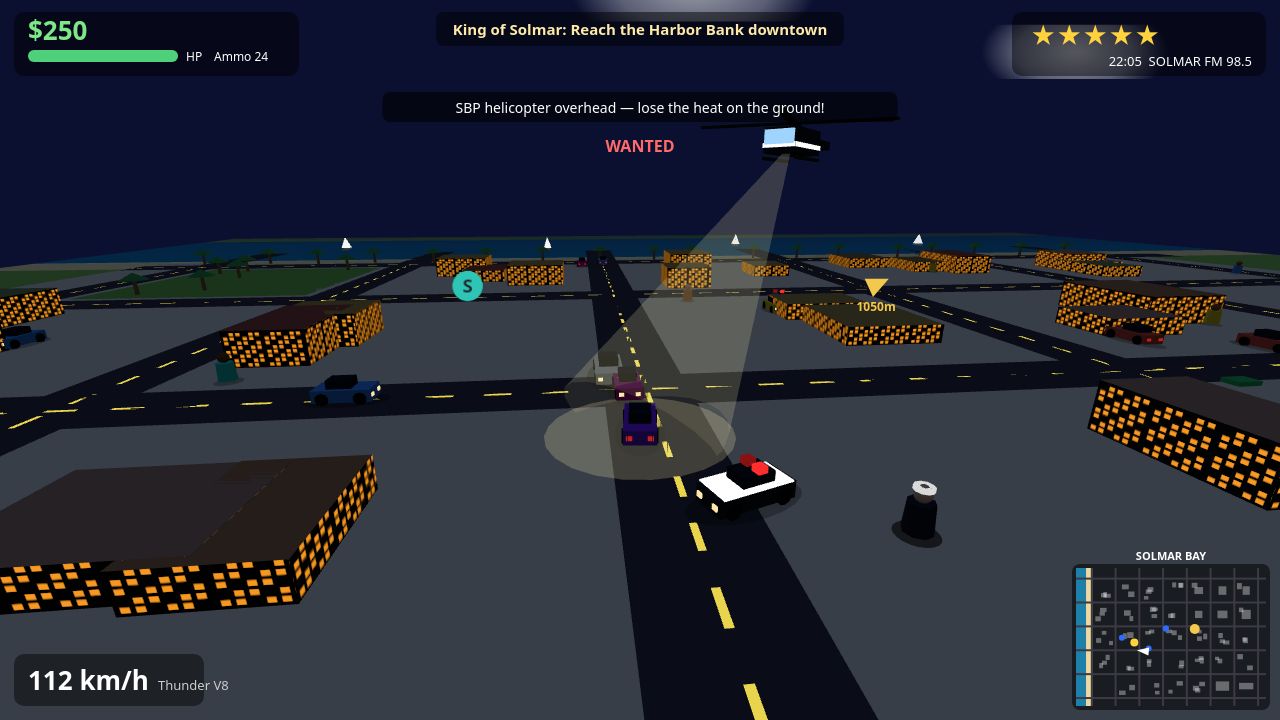 $250
HP Ammo 24
King of Solmar: Reach the Harbor Bank downtown
★★★★★
22:05 SOLMAR FM 98.5
SBP helicopter overhead — lose the heat on the ground!
WANTED
S
1050m
SOLMAR BAY
112 km/h Thunder V8